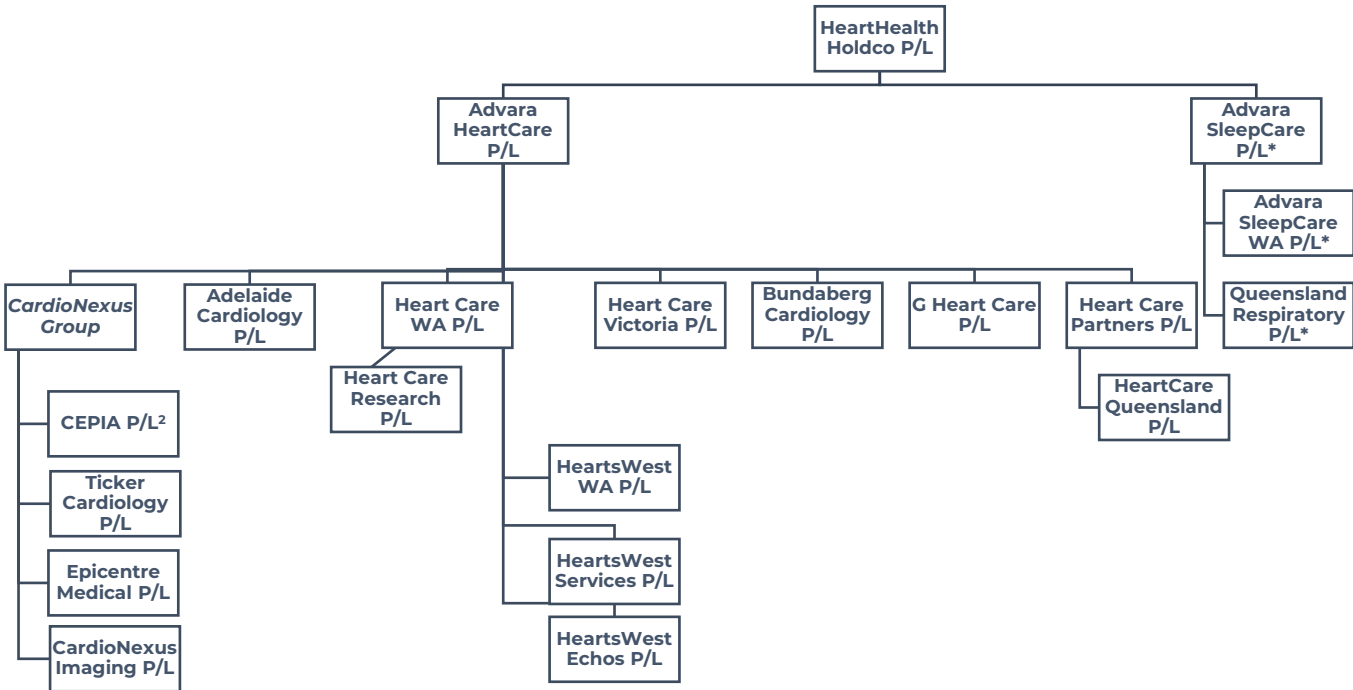 HeartHealth
Holdco P/L
Advara
HeartCare
P/L
Advara
SleepCare
P/L*
Advara
SleepCare
WA P/L*
Queensland
Respiratory
P/L*
CardioNexus
Group
Adelaide
Cardiology
P/L
Heart Care
WA P/L
Heart Care
Victoria P/L
Bundaberg
Cardiology
P/L
G Heart Care
P/L
Heart Care
Partners P/L
Heart Care
Research
P/L
HeartCare
Queensland
P/L
CEPIA P/L²
Ticker
Cardiology
P/L
Epicentre
Medical P/L
CardioNexus
Imaging P/L
HeartsWest
WA P/L
HeartsWest
Services P/L
HeartsWest
Echos P/L